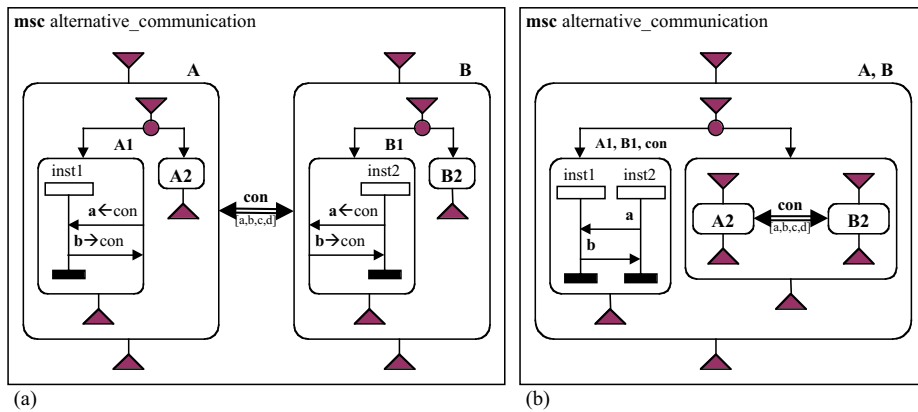 msc alternative_communication
A
A1
inst1
a←con
b→con
A2
con
[a,b,c,d]
B
B1
inst2
a←con
b→con
B2
(a)
msc alternative_communication
A, B
A1, B1, con
inst1 inst2
a
b
A2
con
[a,b,c,d]
B2
(b)